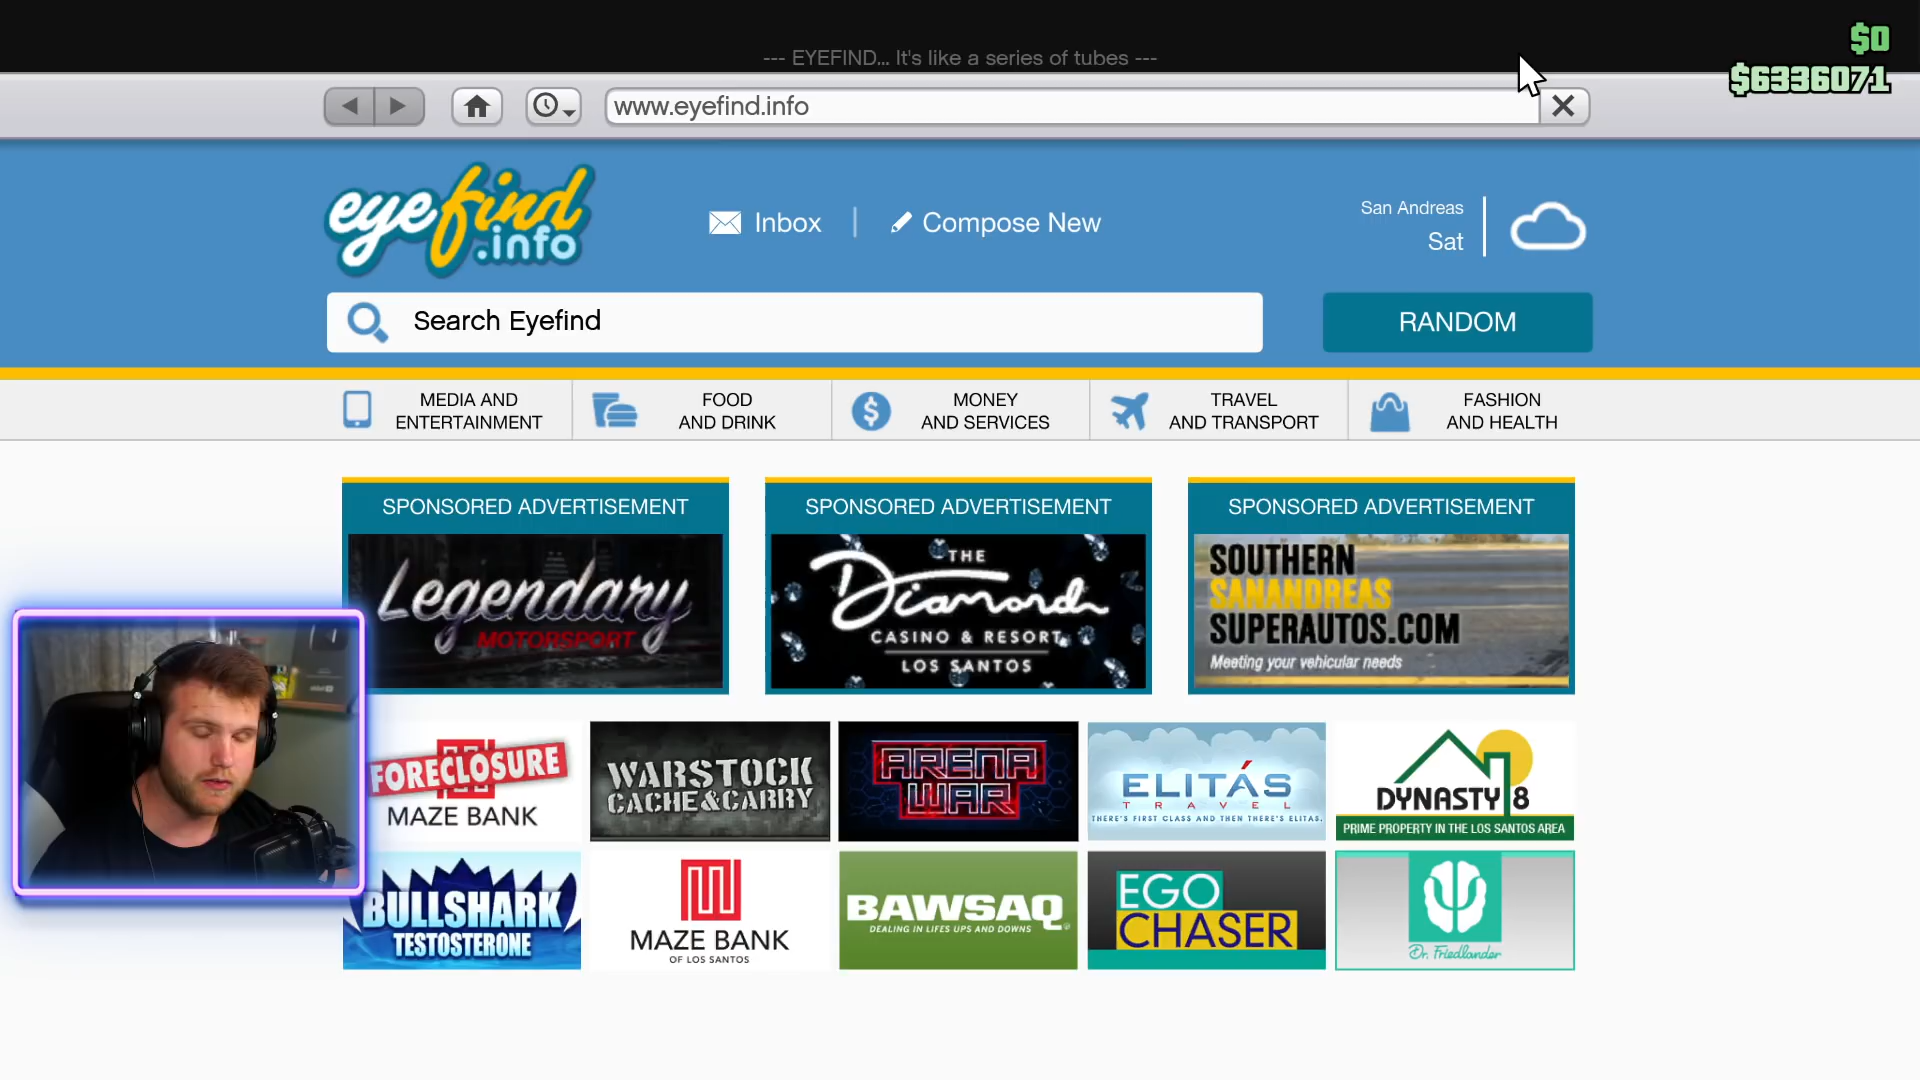 $0
--- EYEFIND... It's like a series of tubes ---
$6336071
www.eyefind.info
eyefind
.info
Inbox
Compose New
San Andreas
Sat
Search Eyefind
RANDOM
MEDIA AND
ENTERTAINMENT
FOOD
AND DRINK
MONEY
AND SERVICES
TRAVEL
AND TRANSPORT
FASHION
AND HEALTH
SPONSORED ADVERTISEMENT
Legendary
MOTORSPORT
SPONSORED ADVERTISEMENT
THE
Diamond
CASINO & RESORT
LOS SANTOS
SPONSORED ADVERTISEMENT
SOUTHERN
SANANDREAS
SUPERAUTOS.COM
Meeting your vehicular needs
FORECLOSURE
MAZE BANK
WARSTOCK
CACHE&CARRY
ARENA
WAR
ELITÁS
TRAVEL
THERE'S FIRST CLASS AND THEN THERE'S ELITAS.
DYNASTY 8
PRIME PROPERTY IN THE LOS SANTOS AREA
BULLSHARK
TESTOSTERONE
MAZE BANK
OF LOS SANTOS
BAWSAQ
DEALING IN LIFES UPS AND DOWNS
EGO
CHASER
Dr. Friedlander